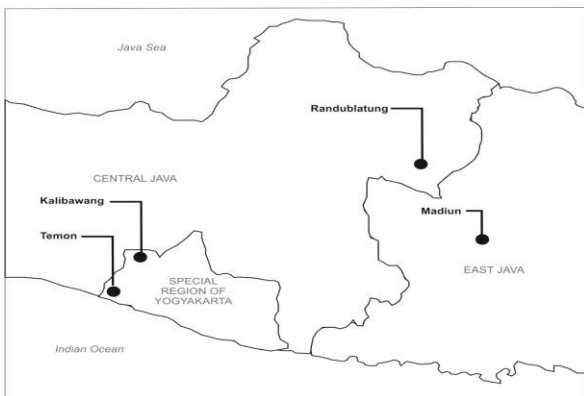 Java Sea
Randublatung
CENTRAL JAVA
Kalibawang
Madiun
Temon
EAST JAVA
SPECIAL
REGION OF
YOGYAKARTA
Indian Ocean